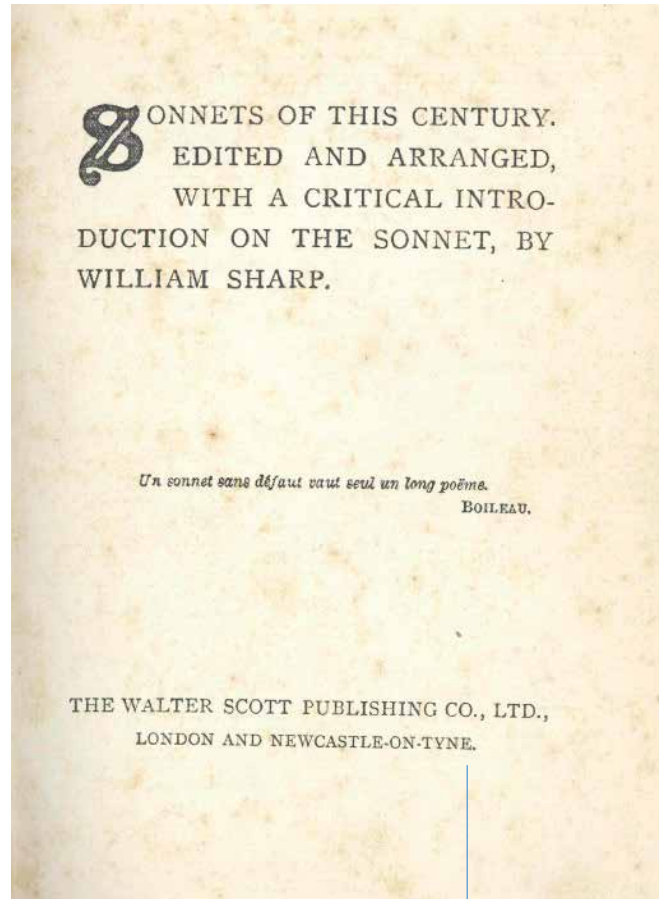 SONNETS OF THIS CENTURY.
EDITED AND ARRANGED,
WITH A CRITICAL INTRO-
DUCTION ON THE SONNET, BY
WILLIAM SHARP.
Un sonnet sans défaut vaut seul un long poëme.
BOILEAU.
THE WALTER SCOTT PUBLISHING CO., LTD.,
LONDON AND NEWCASTLE-ON-TYNE.